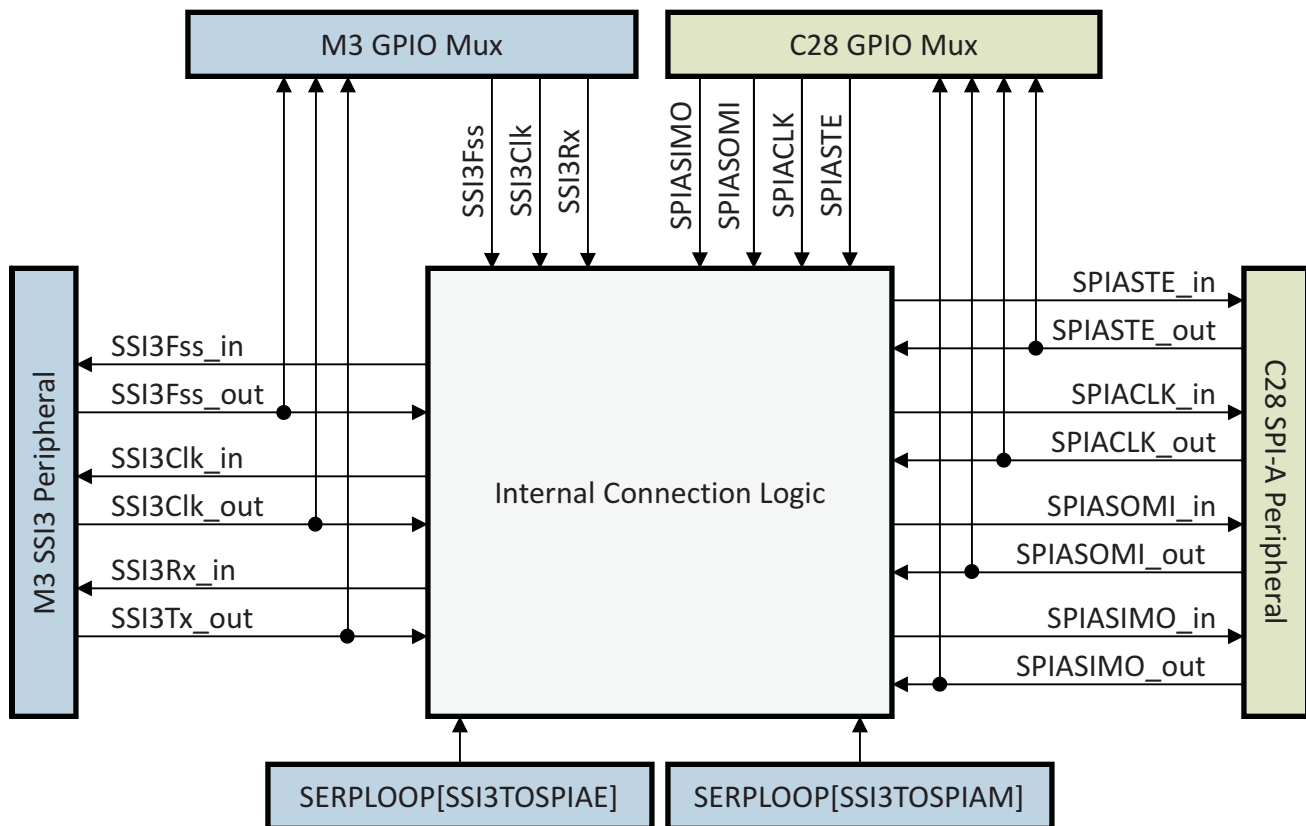 M3 GPIO Mux
C28 GPIO Mux
SSI3Fss
SSI3Clk
SSI3Rx
SPIASIMO
SPIASOMI
SPIACLK
SPIASTE
M3 SSI3 Peripheral
SSI3Fss_in
SSI3Fss_out
SSI3Clk_in
SSI3Clk_out
SSI3Rx_in
SSI3Tx_out
Internal Connection Logic
SPIASTE_in
SPIASTE_out
SPIACLK_in
SPIACLK_out
SPIASOMI_in
SPIASOMI_out
SPIASIMO_in
SPIASIMO_out
C28 SPI-A Peripheral
SERPLOOP[SSI3TOSPIAE]
SERPLOOP[SSI3TOSPIAM]